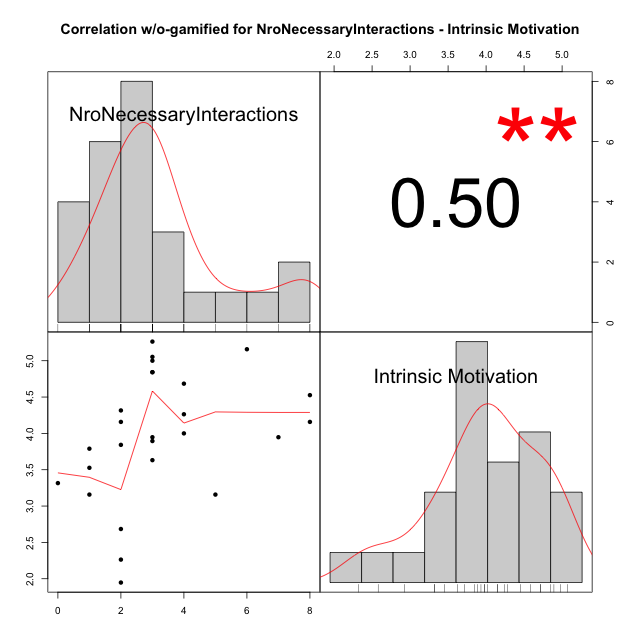 Correlation w/o-gamified for NroNecessaryInteractions - Intrinsic Motivation
2.0 2.5 3.0 3.5 4.0 4.5 5.0
NroNecessaryInteractions
**
0.50
0 2 4 6 8
Intrinsic Motivation
2.0 2.5 3.0 3.5 4.0 4.5 5.0
0 2 4 6 8